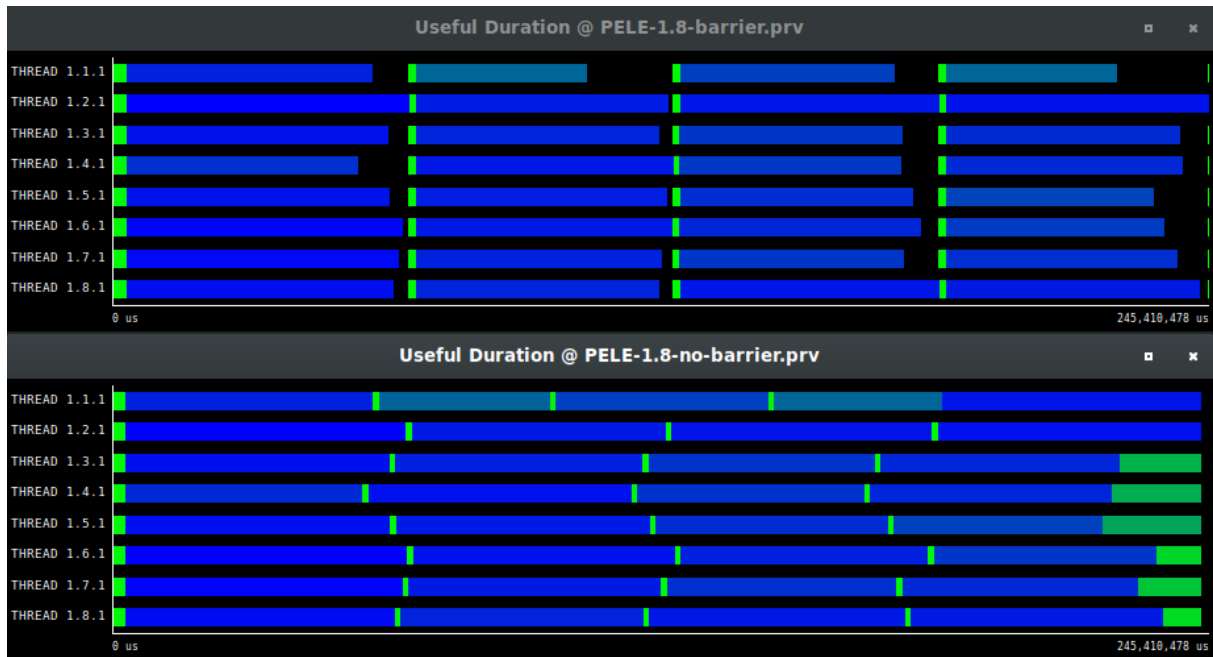 Useful Duration @ PELE-1.8-barrier.prv
THREAD 1.1.1
THREAD 1.2.1
THREAD 1.3.1
THREAD 1.4.1
THREAD 1.5.1
THREAD 1.6.1
THREAD 1.7.1
THREAD 1.8.1
0 us 245,410,478 us
Useful Duration @ PELE-1.8-no-barrier.prv
THREAD 1.1.1
THREAD 1.2.1
THREAD 1.3.1
THREAD 1.4.1
THREAD 1.5.1
THREAD 1.6.1
THREAD 1.7.1
THREAD 1.8.1
0 us 245,410,478 us